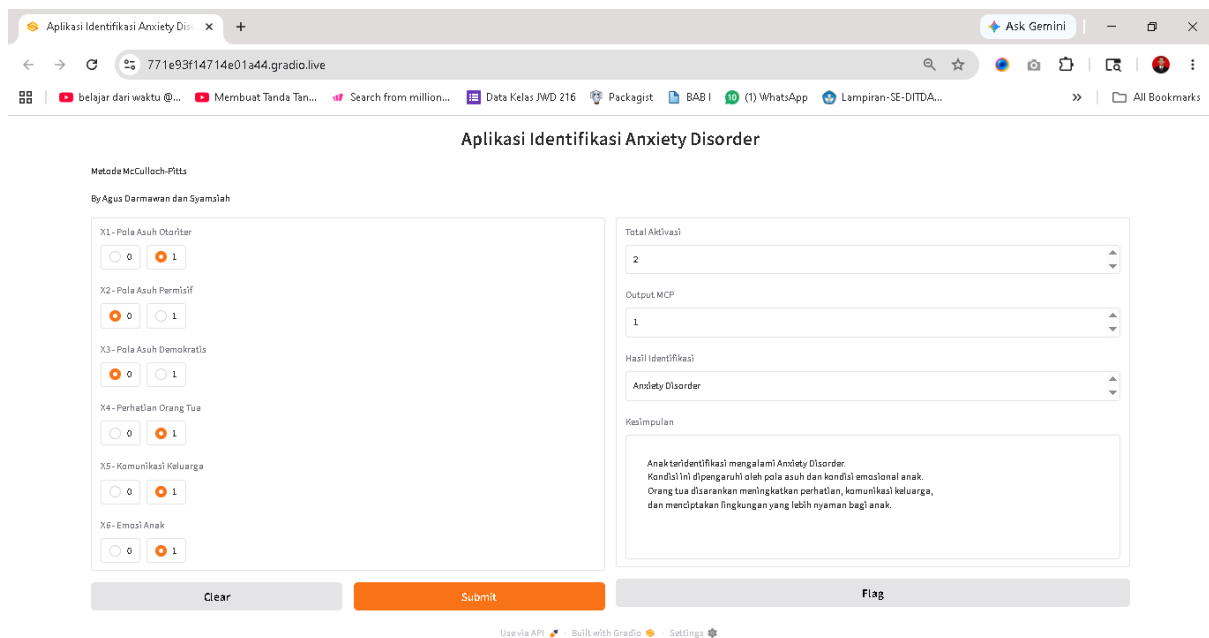 Aplikasi Identifikasi Anxiety Diso
Ask Gemini
771e93f14714e01a44.gradio.live
belajar dari waktu @... Membuat Tanda Tan... Search from million... Data Kelas JWD 216 Packagist BAB I (1) WhatsApp Lampiran-SE-DITDA... All Bookmarks
Aplikasi Identifikasi Anxiety Disorder
Metode McCulloch-Pitts
By Agus Darmawan dan Syamsiah
X1 - Pola Asuh Otoriter
0 1
X2 - Pola Asuh Permisif
0 1
X3 - Pola Asuh Demokratis
0 1
X4 - Perhatian Orang Tua
0 1
X5 - Komunikasi Keluarga
0 1
X6 - Emosi Anak
0 1
Clear
Submit
Total Aktivasi
2
Output MCP
1
Hasil Identifikasi
Anxiety Disorder
Kesimpulan
Anak teridentifikasi mengalami Anxiety Disorder.
Kondisi ini dipengaruhi oleh pola asuh dan kondisi emosional anak.
Orang tua disarankan meningkatkan perhatian, komunikasi keluarga,
dan menciptakan lingkungan yang lebih nyaman bagi anak.
Flag
Use via API · Built with Gradio · Settings